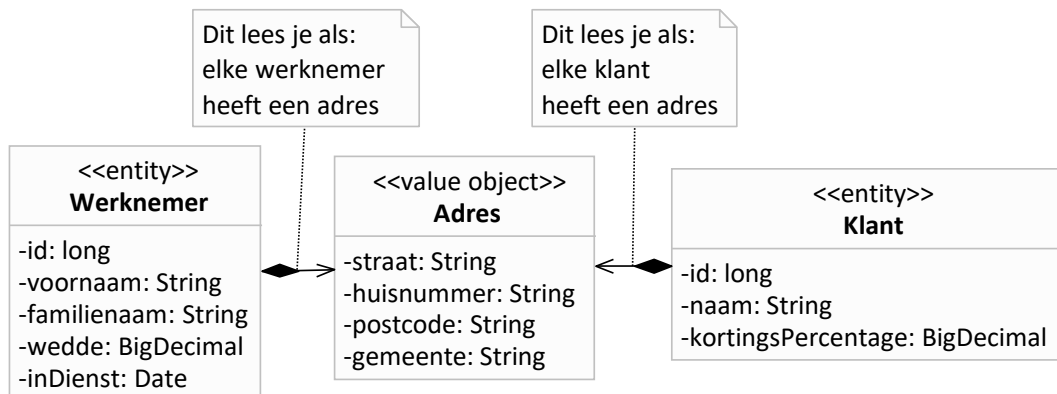 Dit lees je als:
elke werknemer
heeft een adres
Dit lees je als:
elke klant
heeft een adres
<<entity>>
Werknemer
-id: long
-voornaam: String
-familienaam: String
-wedde: BigDecimal
-inDienst: Date
<<value object>>
Adres
-straat: String
-huisnummer: String
-postcode: String
-gemeente: String
<<entity>>
Klant
-id: long
-naam: String
-kortingsPercentage: BigDecimal